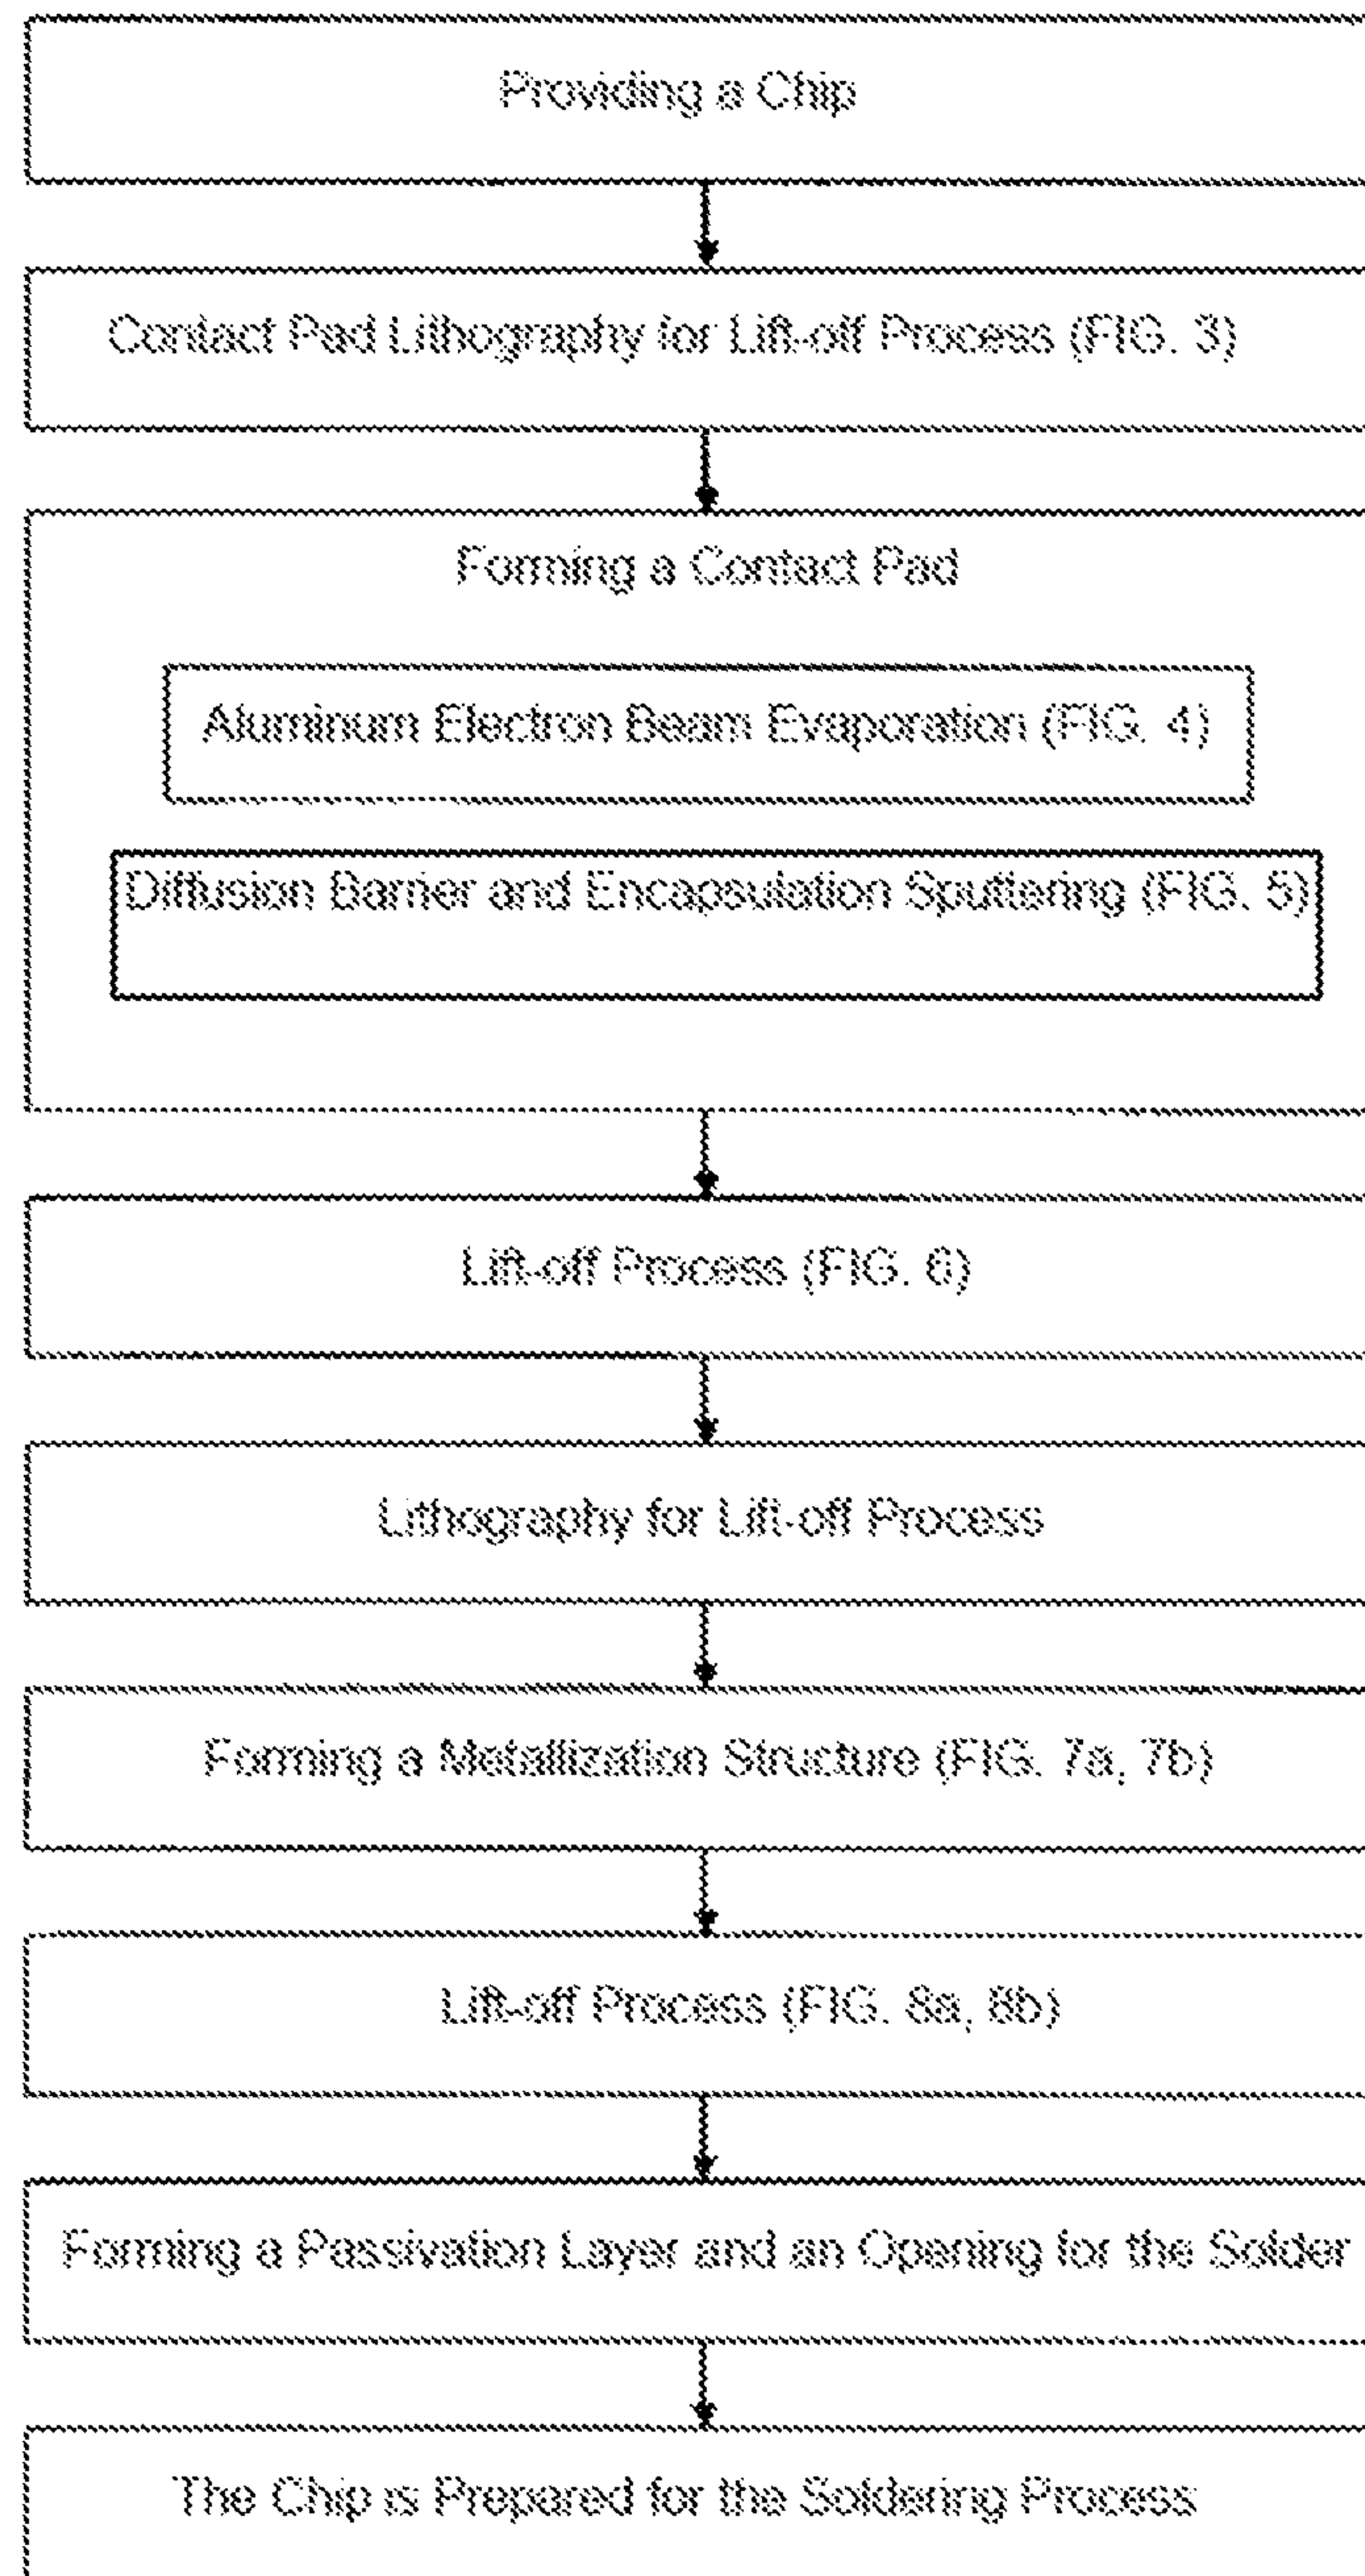 Providing a Chip
Contact Pad Lithography for Lift-off Process (FIG. 3)
Forming a Contact Pad
Aluminum Electron Beam Evaporation (FIG. 4)
Diffusion Barrier and Encapsulation Sputtering (FIG. 5)
Lift-off Process (FIG. 6)
Lithography for Lift-off Process
Forming a Metallization Structure (FIG. 7a, 7b)
Lift-off Process (FIG. 8a, 8b)
Forming a Passivation Layer and an Opening for the Solder
The Chip is Prepared for the Soldering Process